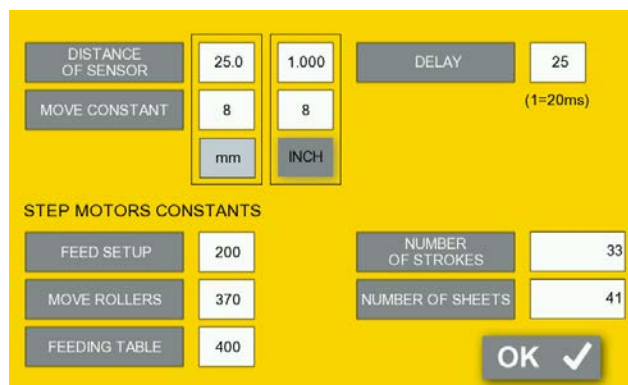 DISTANCE
OF SENSOR
25.0
1.000
DELAY
25
MOVE CONSTANT
8
8
(1=20ms)
mm
INCH
STEP MOTORS CONSTANTS
FEED SETUP
200
NUMBER
OF STROKES
33
MOVE ROLLERS
370
NUMBER OF SHEETS
41
FEEDING TABLE
400
OK